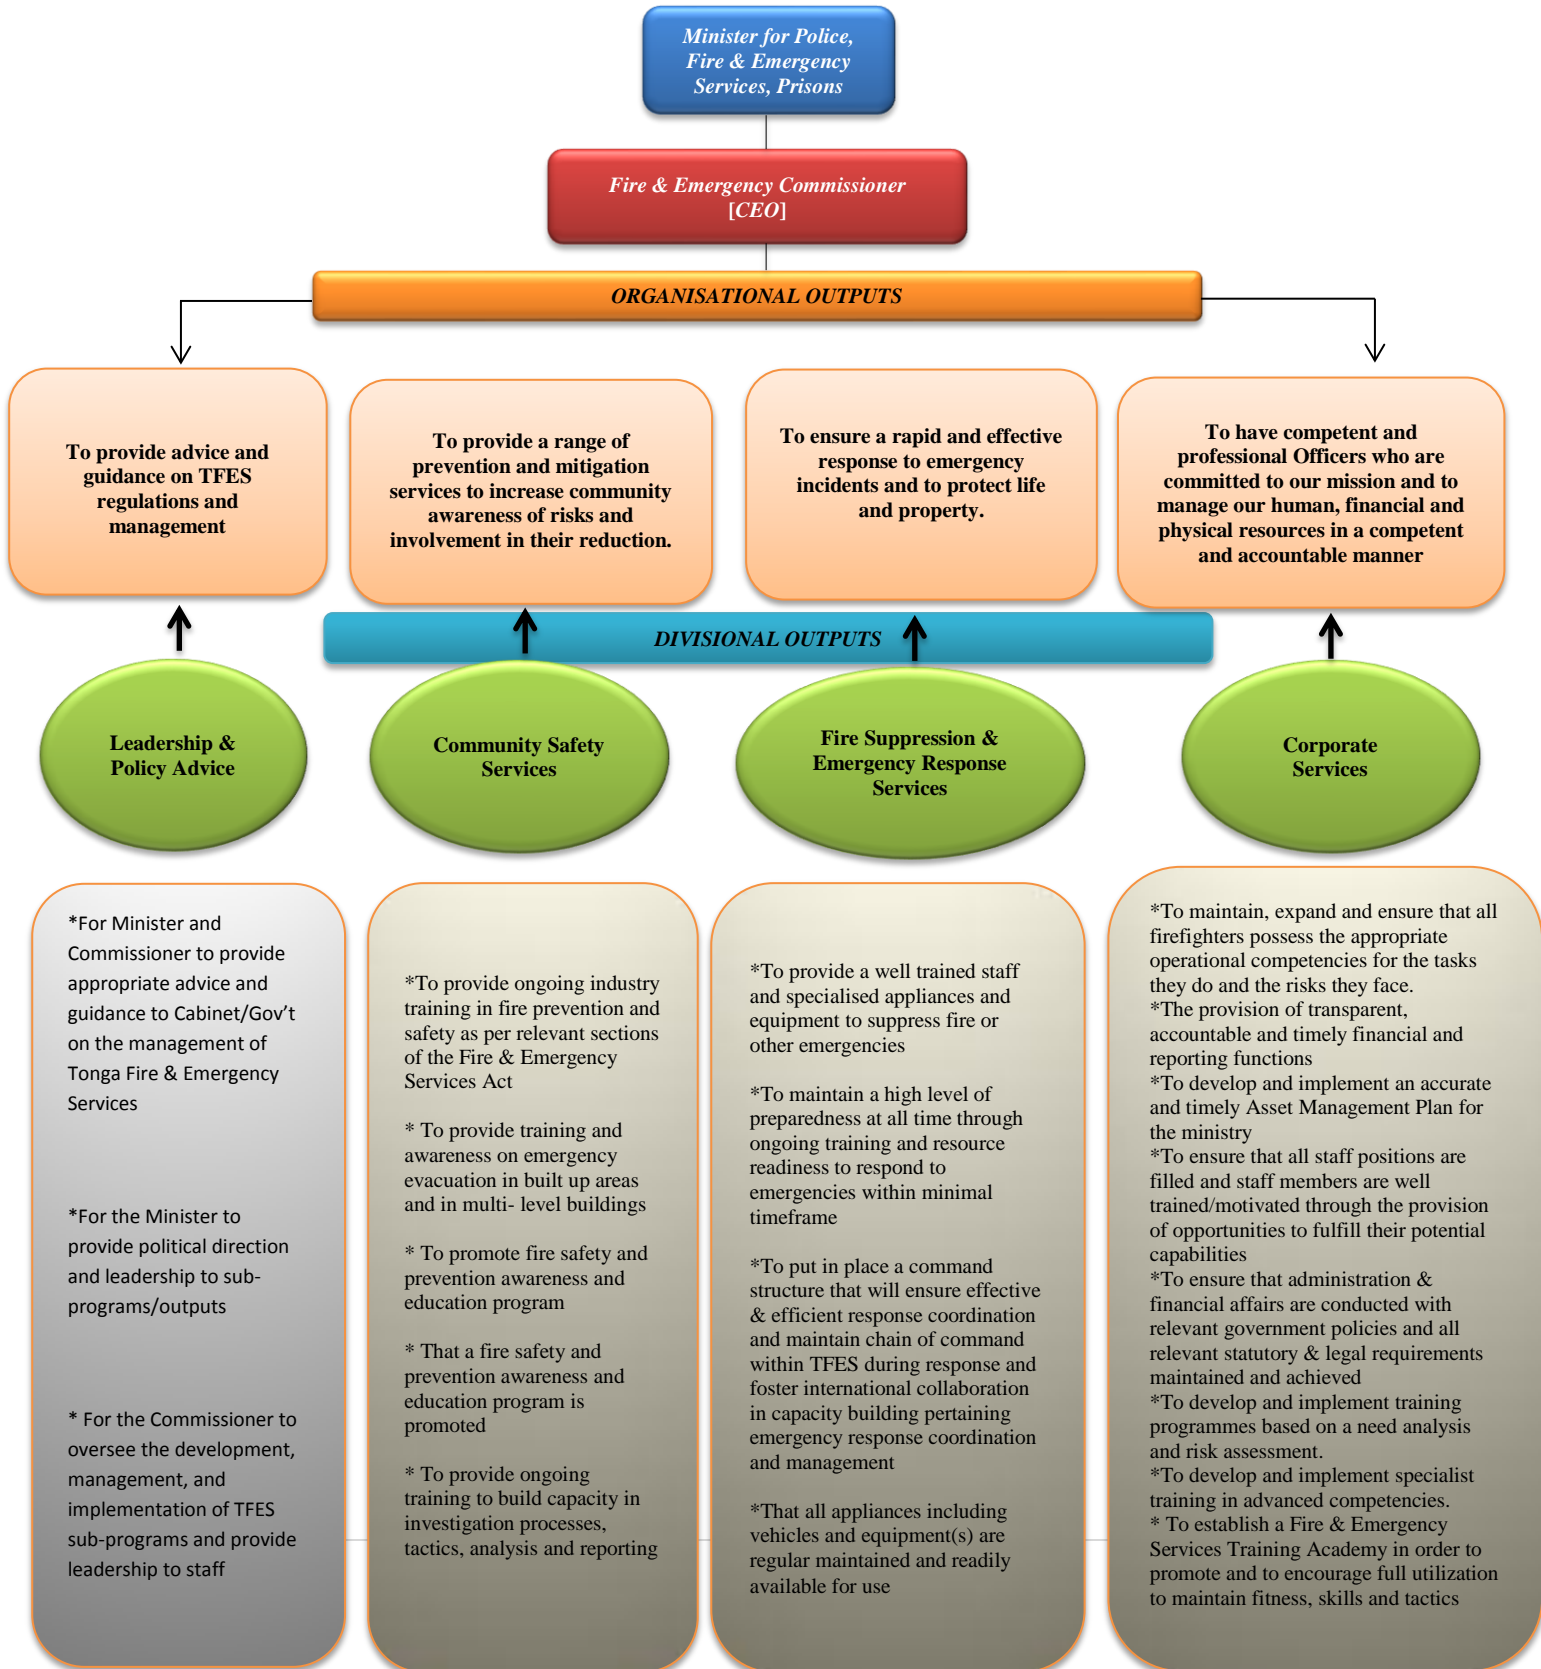 Minister for Police,
Fire & Emergency
Services, Prisons
Fire & Emergency Commissioner
[CEO]
ORGANISATIONAL OUTPUTS
To provide advice and
guidance on TFES
regulations and
management
To provide a range of
prevention and mitigation
services to increase community
awareness of risks and
involvement in their reduction.
To ensure a rapid and effective
response to emergency
incidents and to protect life
and property.
To have competent and
professional Officers who are
committed to our mission and to
manage our human, financial and
physical resources in a competent
and accountable manner
DIVISIONAL OUTPUTS
Leadership &
Policy Advice
Community Safety
Services
Fire Suppression &
Emergency Response
Services
Corporate
Services
*For Minister and
Commissioner to provide
appropriate advice and
guidance to Cabinet/Gov’t
on the management of
Tonga Fire & Emergency
Services
*For the Minister to
provide political direction
and leadership to sub-
programs/outputs
* For the Commissioner to
oversee the development,
management, and
implementation of TFES
sub-programs and provide
leadership to staff
*To provide ongoing industry
training in fire prevention and
safety as per relevant sections
of the Fire & Emergency
Services Act
* To provide training and
awareness on emergency
evacuation in built up areas
and in multi- level buildings
* To promote fire safety and
prevention awareness and
education program
* That a fire safety and
prevention awareness and
education program is
promoted
* To provide ongoing
training to build capacity in
investigation processes,
tactics, analysis and reporting
*To provide a well trained staff
and specialised appliances and
equipment to suppress fire or
other emergencies
*To maintain a high level of
preparedness at all time through
ongoing training and resource
readiness to respond to
emergencies within minimal
timeframe
*To put in place a command
structure that will ensure effective
& efficient response coordination
and maintain chain of command
within TFES during response and
foster international collaboration
in capacity building pertaining
emergency response coordination
and management
*That all appliances including
vehicles and equipment(s) are
regular maintained and readily
available for use
*To maintain, expand and ensure that all
firefighters possess the appropriate
operational competencies for the tasks
they do and the risks they face.
*The provision of transparent,
accountable and timely financial and
reporting functions
*To develop and implement an accurate
and timely Asset Management Plan for
the ministry
*To ensure that all staff positions are
filled and staff members are well
trained/motivated through the provision
of opportunities to fulfill their potential
capabilities
*To ensure that administration &
financial affairs are conducted with
relevant government policies and all
relevant statutory & legal requirements
maintained and achieved
*To develop and implement training
programmes based on a need analysis
and risk assessment.
*To develop and implement specialist
training in advanced competencies.
* To establish a Fire & Emergency
Services Training Academy in order to
promote and to encourage full utilization
to maintain fitness, skills and tactics